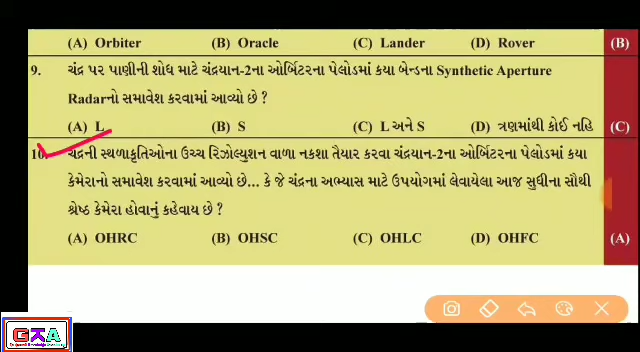 (A) Orbiter (B) Oracle (C) Lander (D) Rover (B)
9. ચંદ્ર પર પાણીની શોધ માટે ચંદ્રયાન-2ના ઓર્બિટરના પેલોડમાં કયા બેન્ડના Synthetic Aperture
Radarનો સમાવેશ કરવામાં આવ્યો છે ?
(A) L (B) S (C) L અને S (D) ત્રણમાંથી કોઈ નહિ (C)
10. ચંદ્રની સ્થળાકૃતિઓના ઉચ્ચ રિઝોલ્યુશન વાળા નકશા તૈયાર કરવા ચંદ્રયાન-2ના ઓર્બિટરના પેલોડમાં કયા
કેમેરાનો સમાવેશ કરવામાં આવ્યો છે... કે જે ચંદ્રના અભ્યાસ માટે ઉપયોગમાં લેવાયેલા આજ સુધીના સૌથી
શ્રેષ્ઠ કેમેરા હોવાનું કહેવાય છે ?
(A) OHRC (B) OHSC (C) OHLC (D) OHFC (A)
GKA